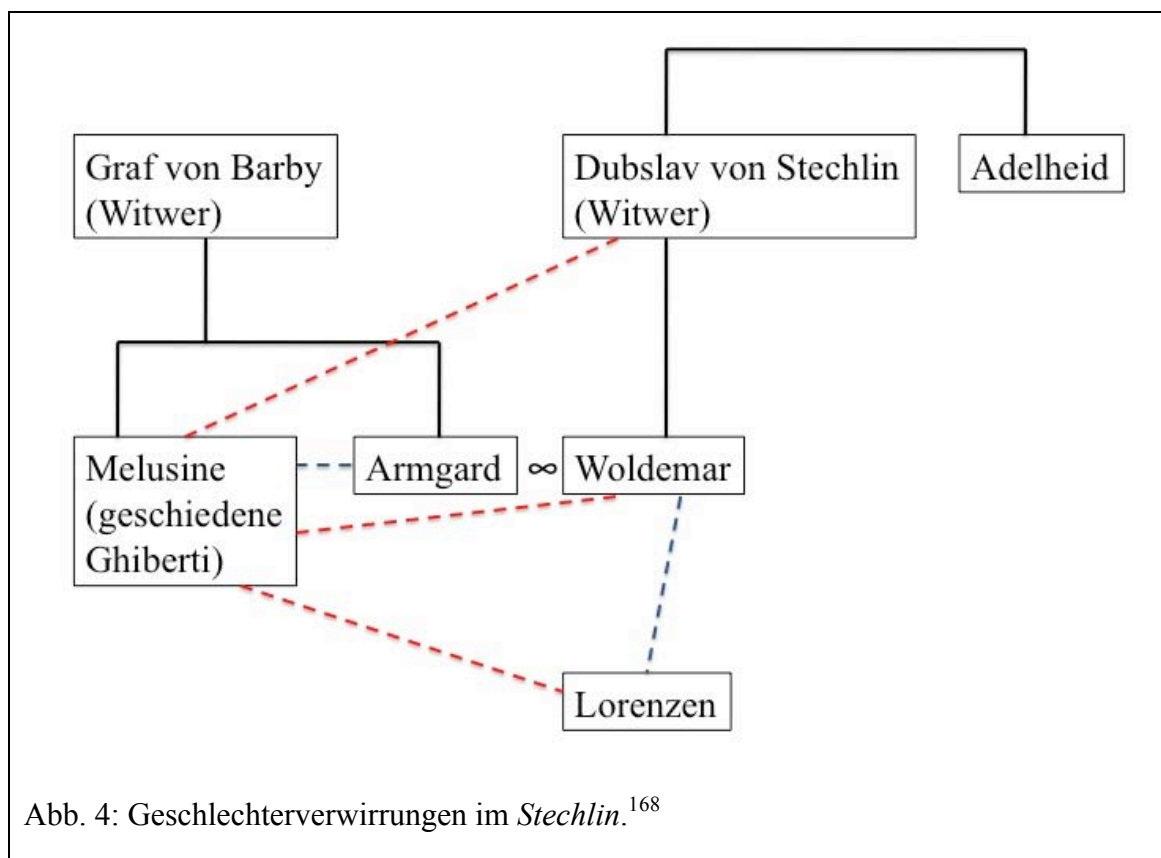 Graf von Barby
(Witwer)
Dubslav von Stechlin
(Witwer)
Adelheid
Melusine
(geschiedene
Ghiberti)
Armgard
∞
Woldemar
Lorenzen
Abb. 4: Geschlechterverwirrungen im Stechlin.168